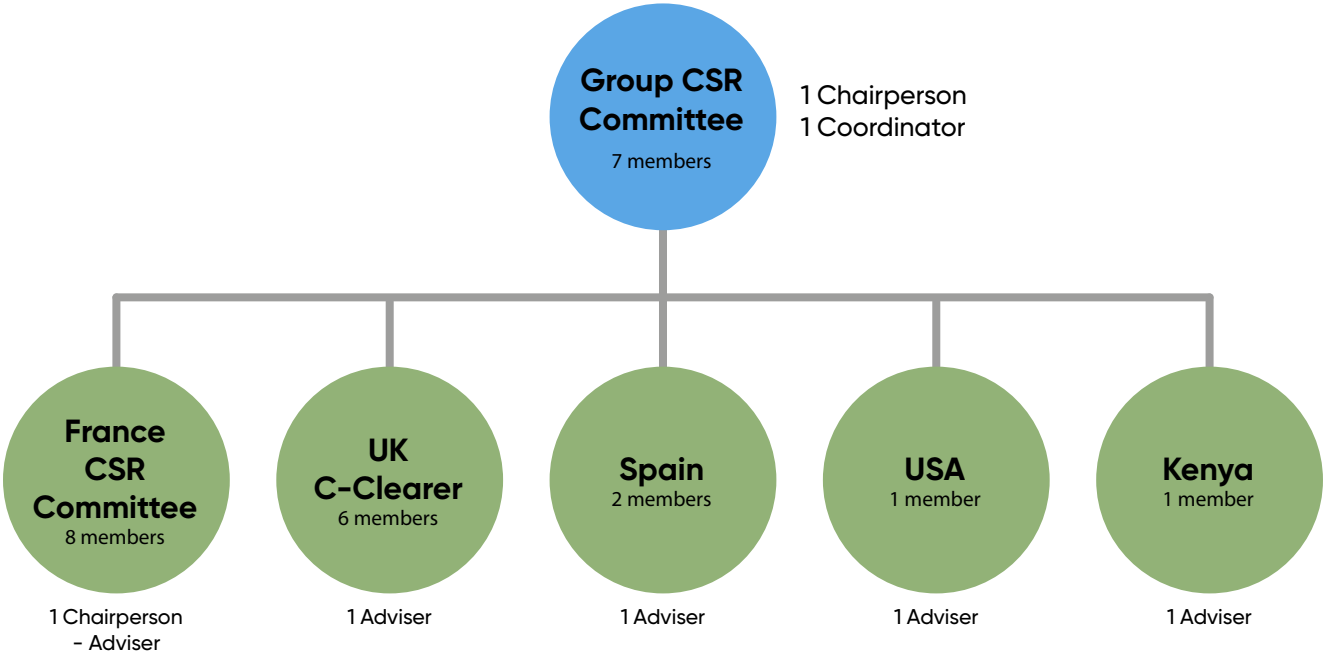 Group CSR
Committee
7 members
1 Chairperson
1 Coordinator
France
CSR
Committee
8 members
1 Chairperson
- Adviser
UK
C-Clearer
6 members
1 Adviser
Spain
2 members
1 Adviser
USA
1 member
1 Adviser
Kenya
1 member
1 Adviser